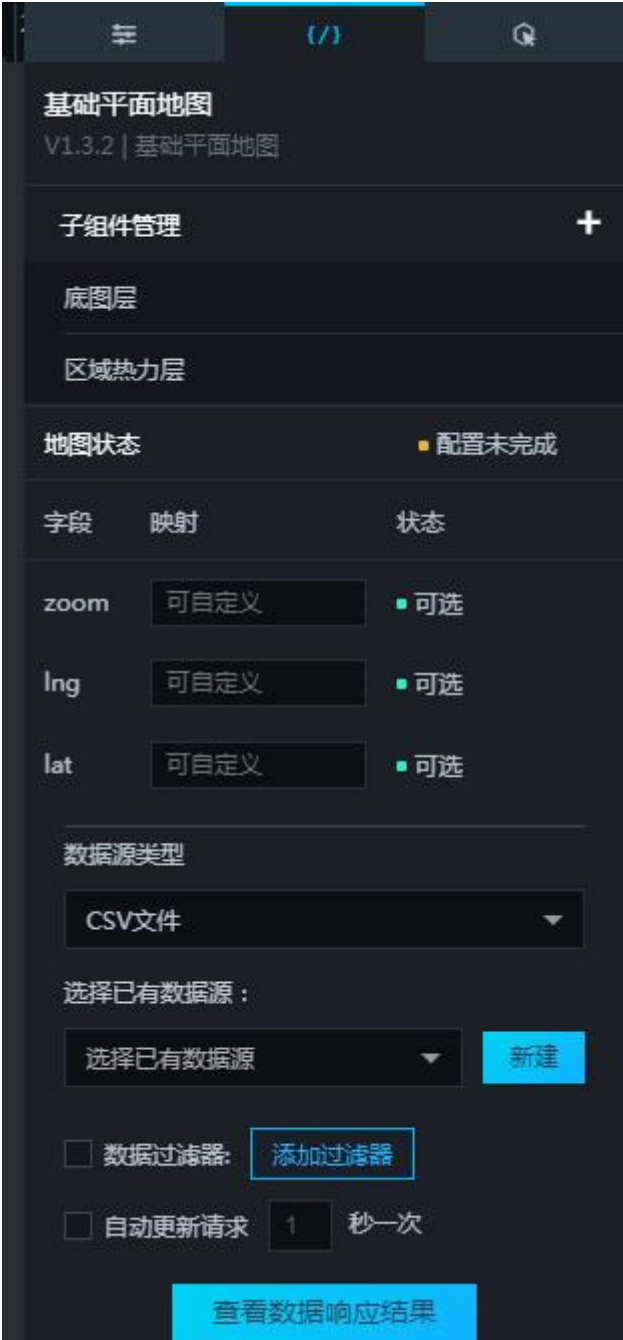 {/}
基础平面地图
V1.3.2 | 基础平面地图
子组件管理
底图层
区域热力层
地图状态 配置未完成
字段 映射 状态
zoom 可自定义 可选
lng 可自定义 可选
lat 可自定义 可选
数据源类型
CSV文件
选择已有数据源：
选择已有数据源 新建
数据过滤器: 添加过滤器
自动更新请求 1 秒一次
查看数据响应结果